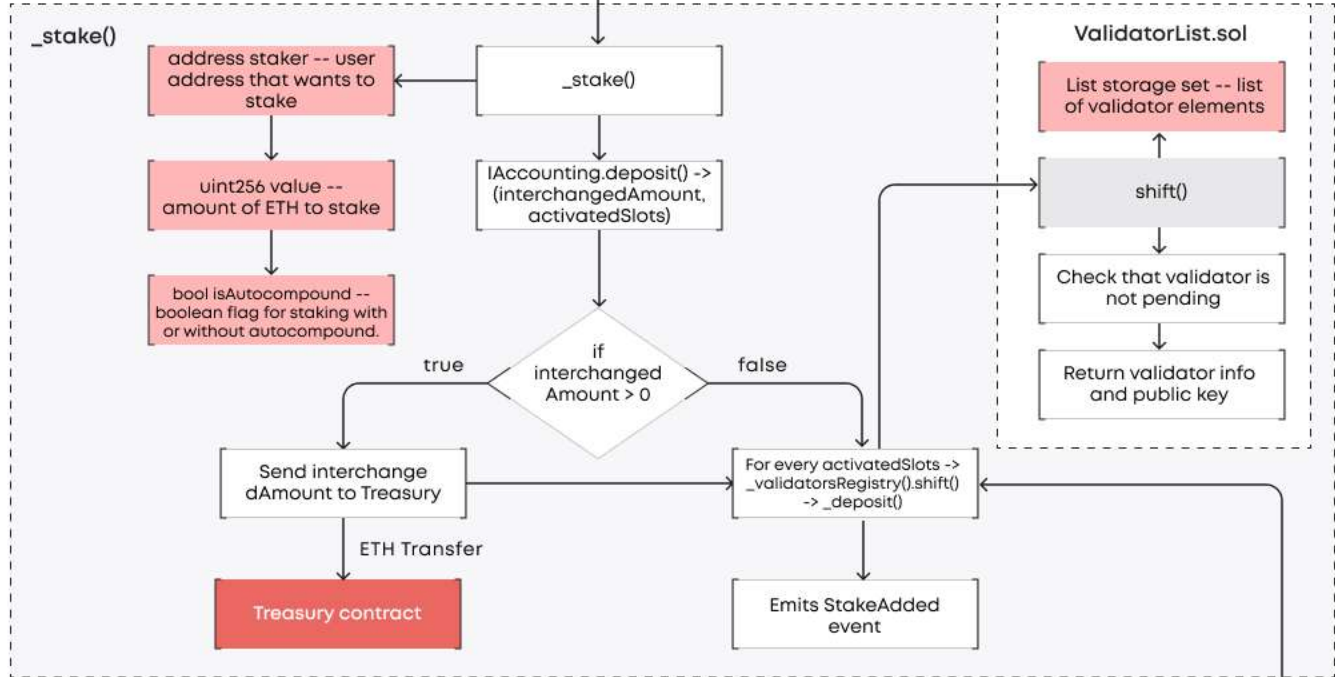 _stake()
address staker -- user
address that wants to
stake
_stake()
uint256 value --
amount of ETH to stake
IAccounting.deposit() ->
(interchangedAmount,
activatedSlots)
bool isAutocompound --
boolean flag for staking with
or without autocompound.
if
interchanged
Amount > 0
true
false
Send interchange
dAmount to Treasury
For every activatedSlots ->
_validatorsRegistry().shift()
-> _deposit()
ETH Transfer
Treasury contract
Emits StakeAdded
event
ValidatorList.sol
List storage set -- list
of validator elements
shift()
Check that validator is
not pending
Return validator info
and public key